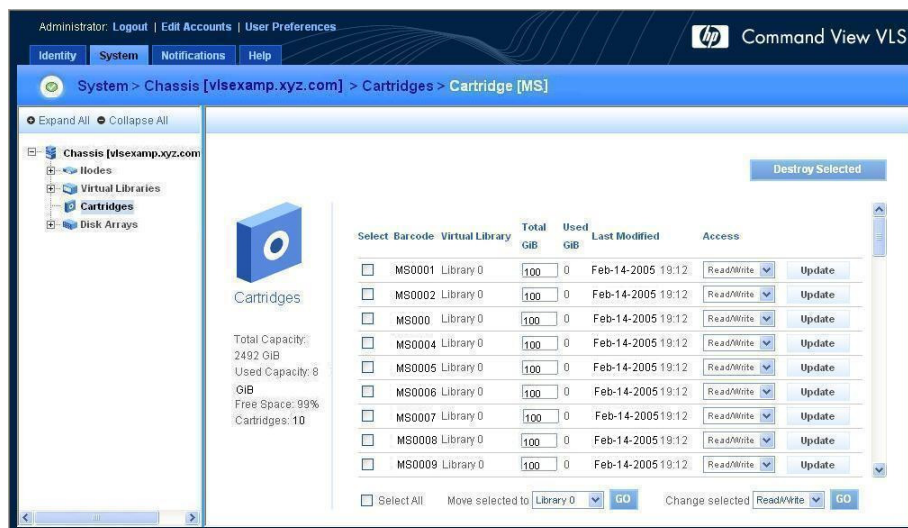 Administrator: Logout | Edit Accounts | User Preferences
hp Command View VLS
Identity System Notifications Help
System > Chassis [vlsexamp.xyz.com] > Cartridges > Cartridge [MS]
Expand All Collapse All
Chassis [vlsexamp.xyz.com
Nodes
Virtual Libraries
Cartridges
Disk Arrays
Destroy Selected
Cartridges
Total Capacity:
2492 GiB
Used Capacity: 8
GiB
Free Space: 99%
Cartridges: 10
Select Barcode Virtual Library Total GiB Used GiB Last Modified Access
MS0001 Library 0 100 0 Feb-14-2005 19:12 Read/Write Update
MS0002 Library 0 100 0 Feb-14-2005 19:12 Read/Write Update
MS000 Library 0 100 0 Feb-14-2005 19:12 Read/Write Update
MS0004 Library 0 100 0 Feb-14-2005 19:12 Read/Write Update
MS0005 Library 0 100 0 Feb-14-2005 19:12 Read/Write Update
MS0006 Library 0 100 0 Feb-14-2005 19:12 Read/Write Update
MS0007 Library 0 100 0 Feb-14-2005 19:12 Read/Write Update
MS0008 Library 0 100 0 Feb-14-2005 19:12 Read/Write Update
MS0009 Library 0 100 0 Feb-14-2005 19:12 Read/Write Update
Select All Move selected to Library 0 GO Change selected Read/Write GO